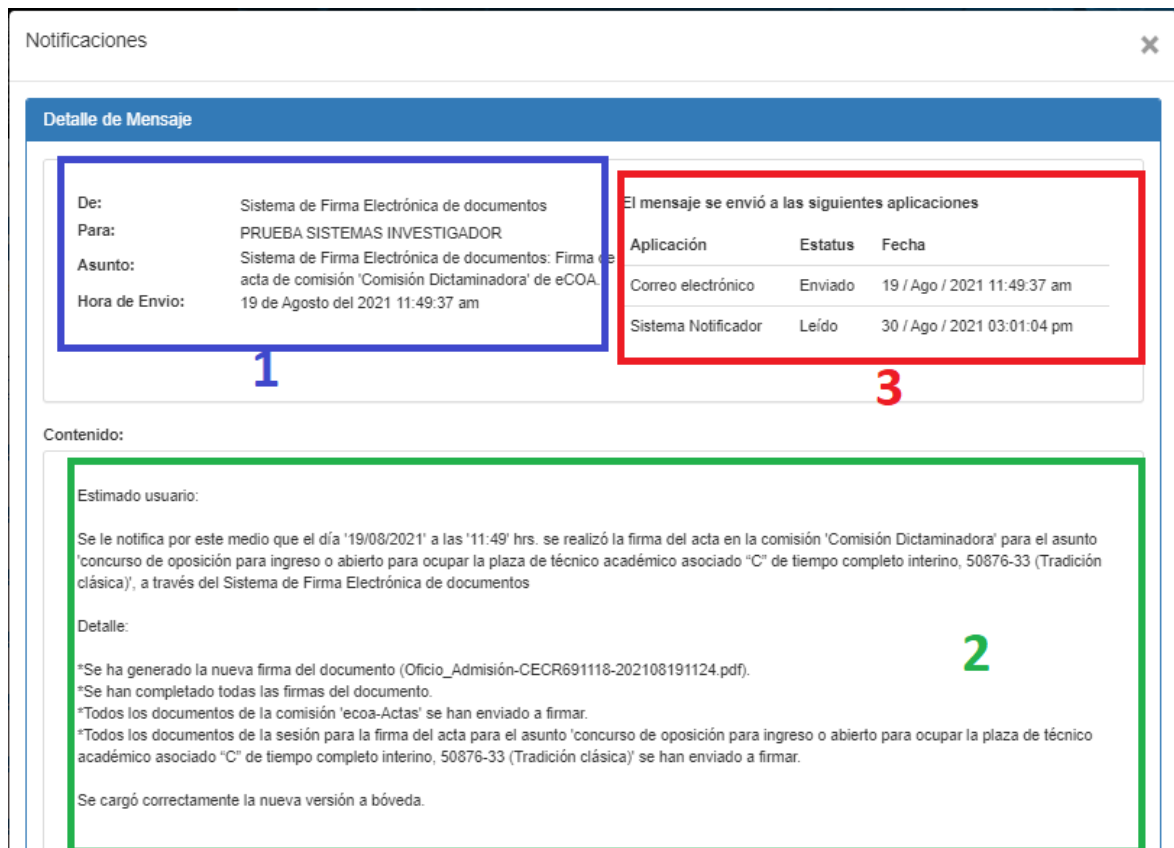 Notificaciones
×
Detalle de Mensaje
De: Sistema de Firma Electrónica de documentos
Para: PRUEBA SISTEMAS INVESTIGADOR
Asunto: Sistema de Firma Electrónica de documentos: Firma de
acta de comisión 'Comisión Dictaminadora' de eCOA.
Hora de Envio: 19 de Agosto del 2021 11:49:37 am
1
El mensaje se envió a las siguientes aplicaciones
Aplicación Estatus Fecha
Correo electrónico Enviado 19 / Ago / 2021 11:49:37 am
Sistema Notificador Leído 30 / Ago / 2021 03:01:04 pm
3
Contenido:
Estimado usuario:
Se le notifica por este medio que el día '19/08/2021' a las '11:49' hrs. se realizó la firma del acta en la comisión 'Comisión Dictaminadora' para el asunto
'concurso de oposición para ingreso o abierto para ocupar la plaza de técnico académico asociado “C” de tiempo completo interino, 50876-33 (Tradición
clásica)', a través del Sistema de Firma Electrónica de documentos
Detalle:
2
*Se ha generado la nueva firma del documento (Oficio_Admisión-CECR691118-202108191124.pdf).
*Se han completado todas las firmas del documento.
*Todos los documentos de la comisión 'ecoa-Actas' se han enviado a firmar.
*Todos los documentos de la sesión para la firma del acta para el asunto 'concurso de oposición para ingreso o abierto para ocupar la plaza de técnico
académico asociado “C” de tiempo completo interino, 50876-33 (Tradición clásica)' se han enviado a firmar.
Se cargó correctamente la nueva versión a bóveda.